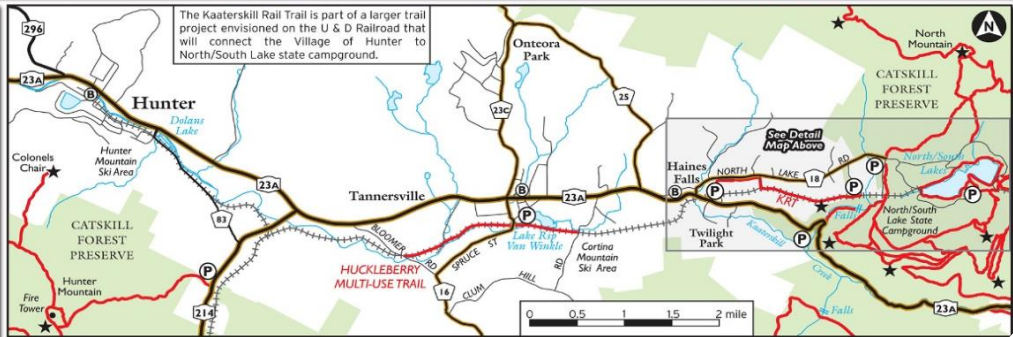 The Kaaterskill Rail Trail is part of a larger trail
project envisioned on the U & D Railroad that
will connect the Village of Hunter to
North/South Lake state campground.
296
23A
B
Hunter
Dolans
Lake
Hunter
Mountain
Ski Area
Colonels
Chair
CATSKILL
FOREST
PRESERVE
Hunter
Mountain
Fire
Tower
83
23A
P
214
Tannersville
BLOOMER
RD
HUCKLEBERRY
MULTI-USE TRAIL
16
SPRUCE ST
CLUM HILL RD
Onteora
Park
23C
25
B
P
23A
Lake Rip
Van Winkle
Cortina
Mountain
Ski Area
0 0.5 1 1.5 2 mile
See Detail
Map Above
Haines
Falls
B
P
NORTH LAKE RD
18
KRT
P
P
Falls
Twilight
Park
Kaaterskill
Creek
P
Falls
23A
North
Mountain
N
CATSKILL
FOREST
PRESERVE
North/South
Lakes
P
North/South
Lake State
Campground